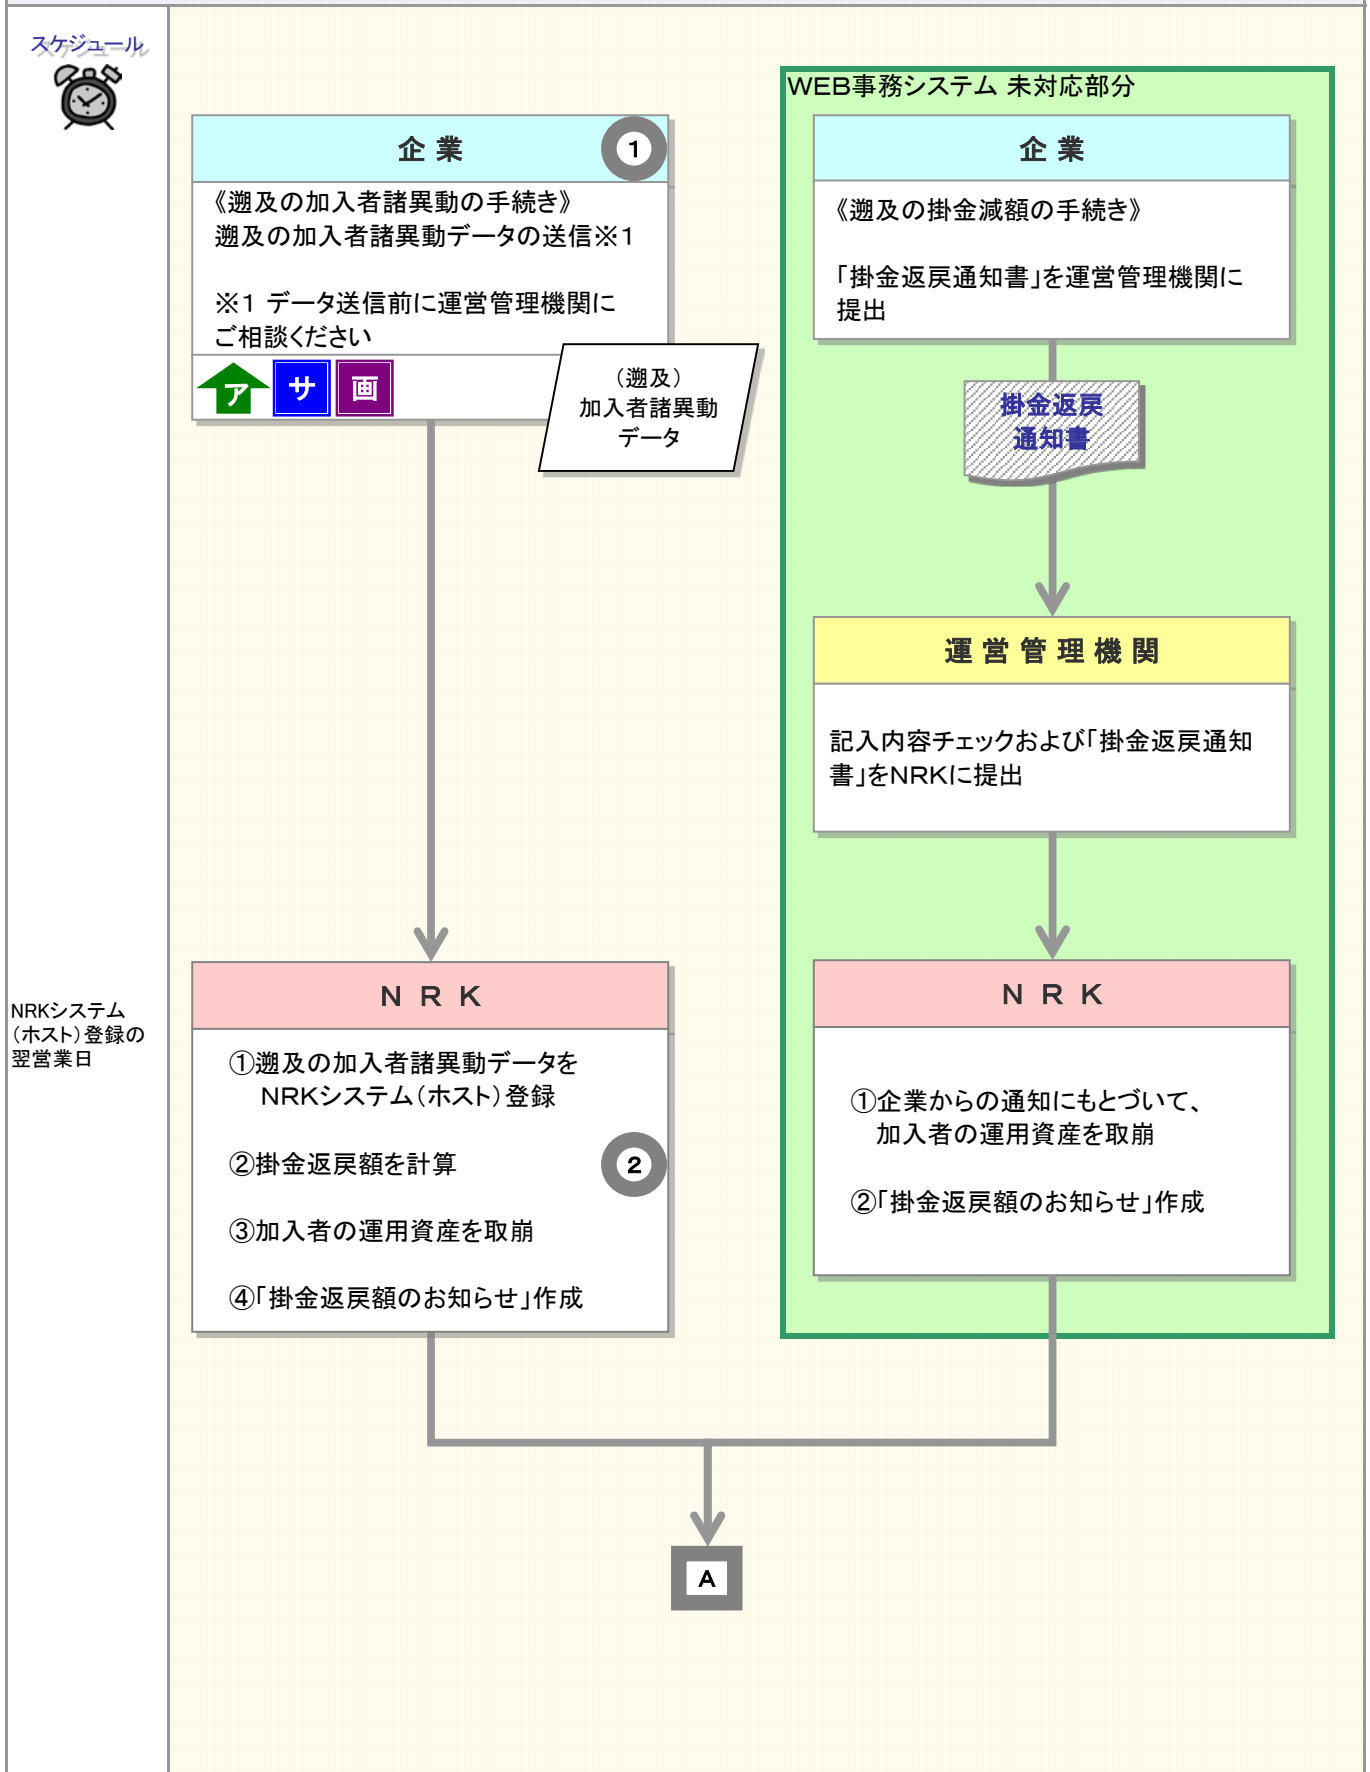 スケジュール
企 業
1
《遡及の加入者諸異動の手続き》
遡及の加入者諸異動データの送信※１
※１ データ送信前に運営管理機関に
ご相談ください
ア
サ
画
（遡及）
加入者諸異動
データ
WEB事務システム 未対応部分
企 業
《遡及の掛金減額の手続き》
「掛金返戻通知書」を運営管理機関に
提出
掛金返戻
通知書
運 営 管 理 機 関
記入内容チェックおよび「掛金返戻通知
書」をNRKに提出
NRKシステム
（ホスト）登録の
翌営業日
N R K
①遡及の加入者諸異動データを
NRKシステム（ホスト）登録
②掛金返戻額を計算
2
③加入者の運用資産を取崩
④「掛金返戻額のお知らせ」作成
N R K
①企業からの通知にもとづいて、
加入者の運用資産を取崩
②「掛金返戻額のお知らせ」作成
A